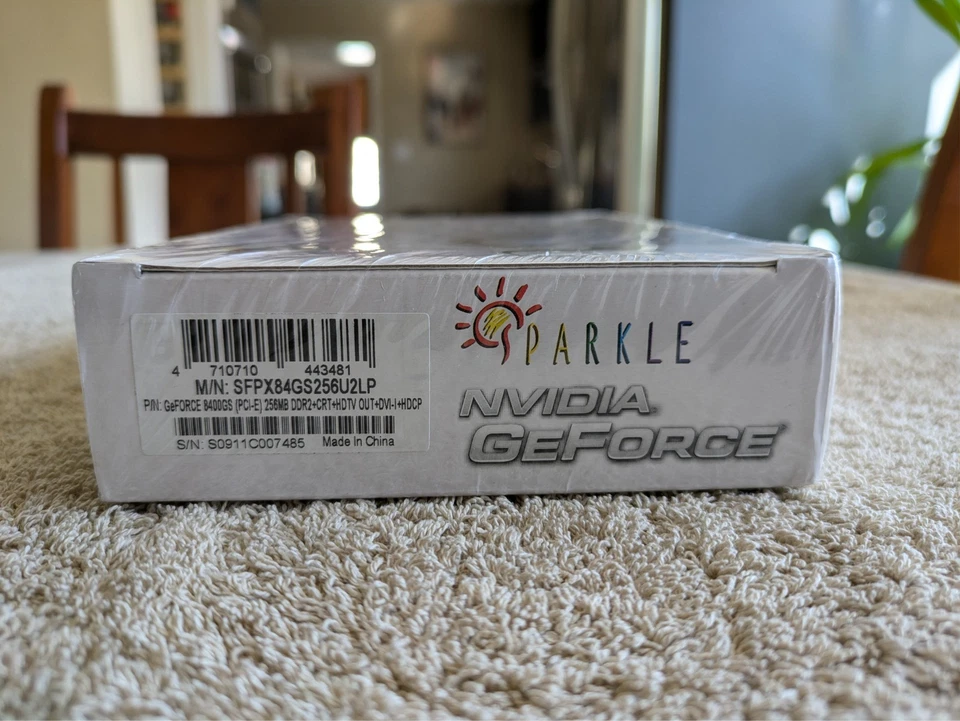 4 710710 443481
M/N: SFPX84GS256U2LP
P/N: GeFORCE 8400GS (PCI-E) 256MB DDR2+CRT+HDTV OUT+DVI-I+HDCP
S/N: S0911C007485 Made In China
SPARKLE
NVIDIA
GEFORCE